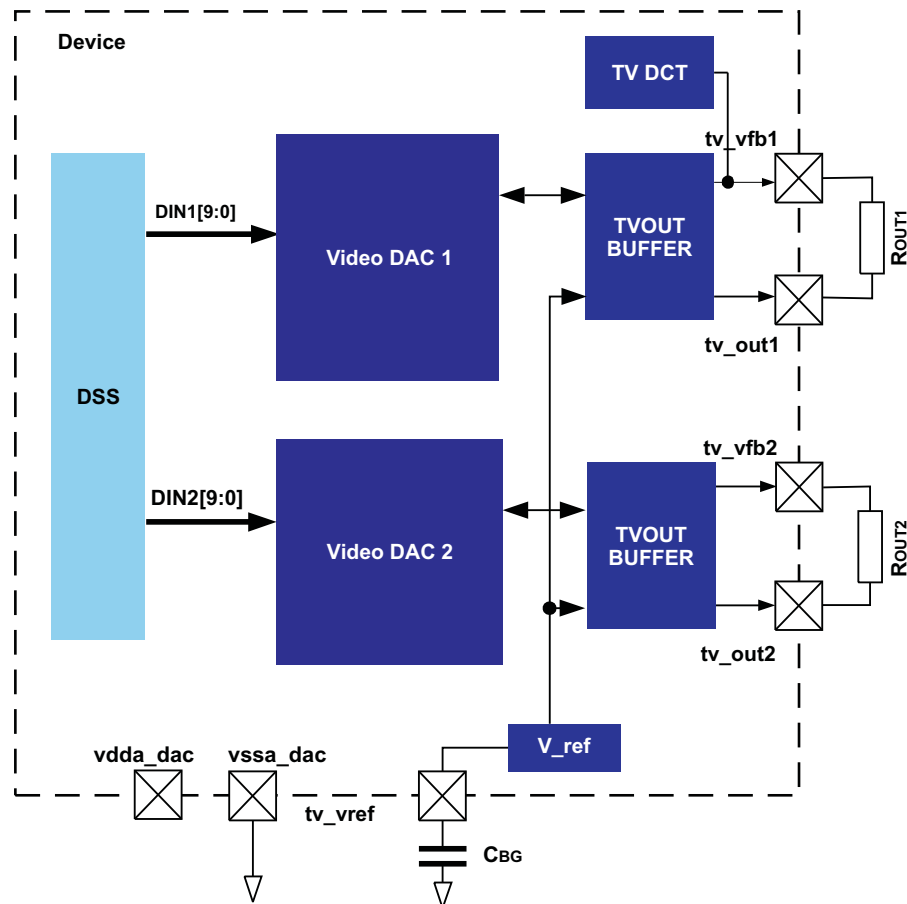 Device
TV DCT
tv_vfb1
DIN1[9:0]
Video DAC 1
TVOUT
BUFFER
ROUT1
tv_out1
DSS
tv_vfb2
DIN2[9:0]
Video DAC 2
TVOUT
BUFFER
ROUT2
tv_out2
V_ref
vdda_dac
vssa_dac
tv_vref
CBG